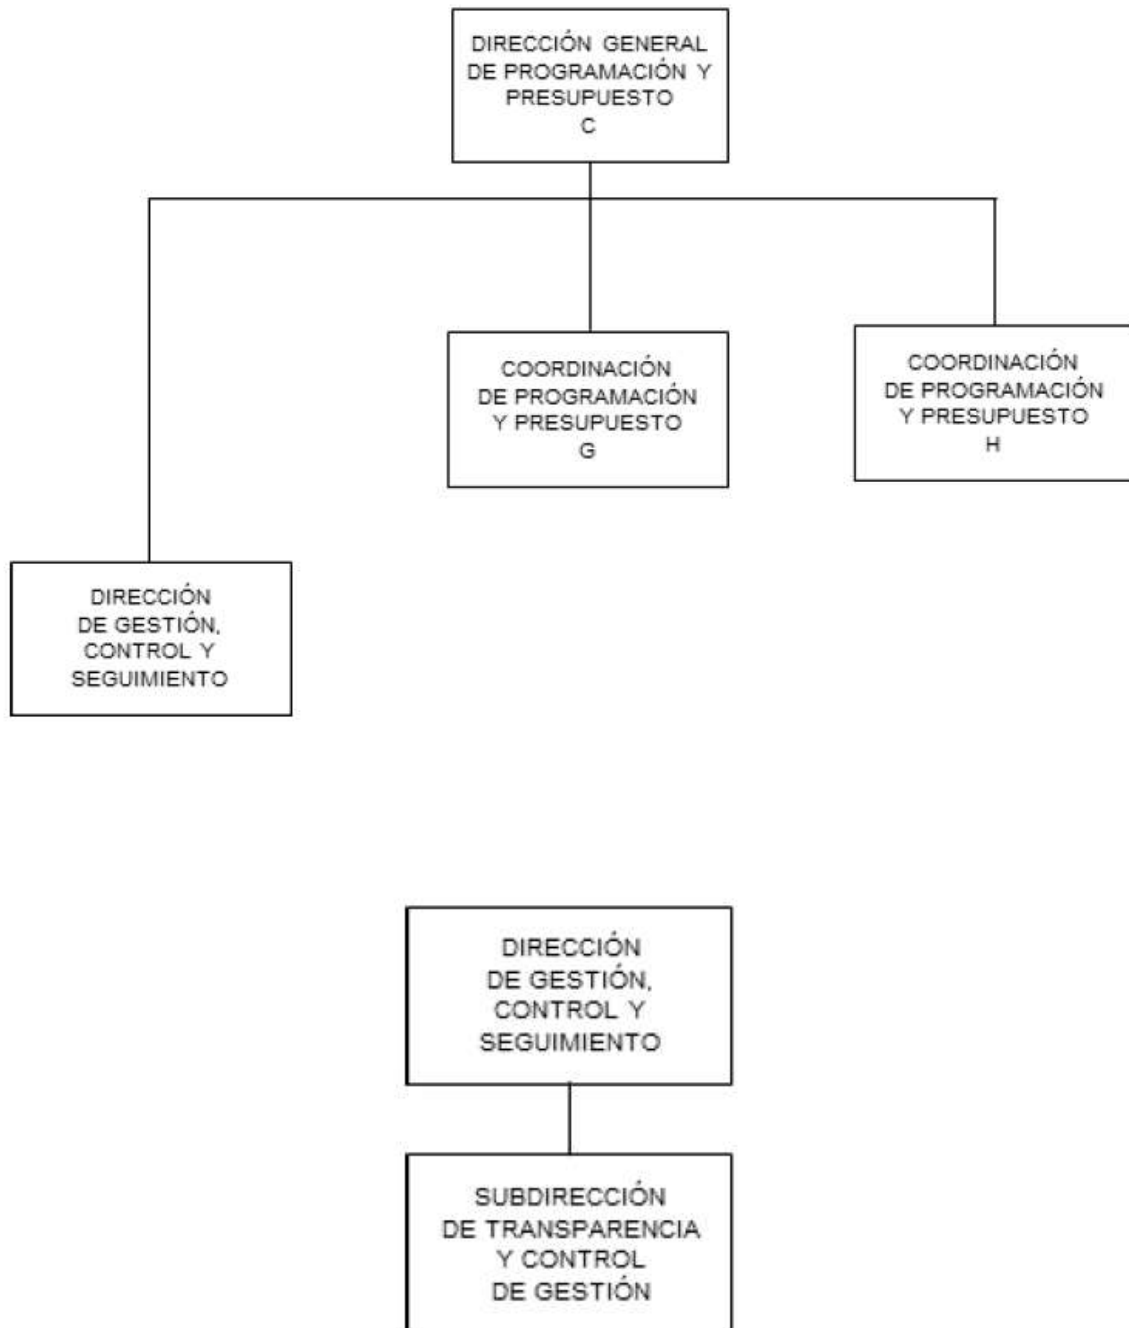 DIRECCIÓN GENERAL
DE PROGRAMACIÓN Y
PRESUPUESTO
C
COORDINACIÓN
DE PROGRAMACIÓN
Y PRESUPUESTO
G
COORDINACIÓN
DE PROGRAMACIÓN
Y PRESUPUESTO
H
DIRECCIÓN
DE GESTIÓN,
CONTROL Y
SEGUIMIENTO
DIRECCIÓN
DE GESTIÓN,
CONTROL Y
SEGUIMIENTO
SUBDIRECCIÓN
DE TRANSPARENCIA
Y CONTROL
DE GESTIÓN